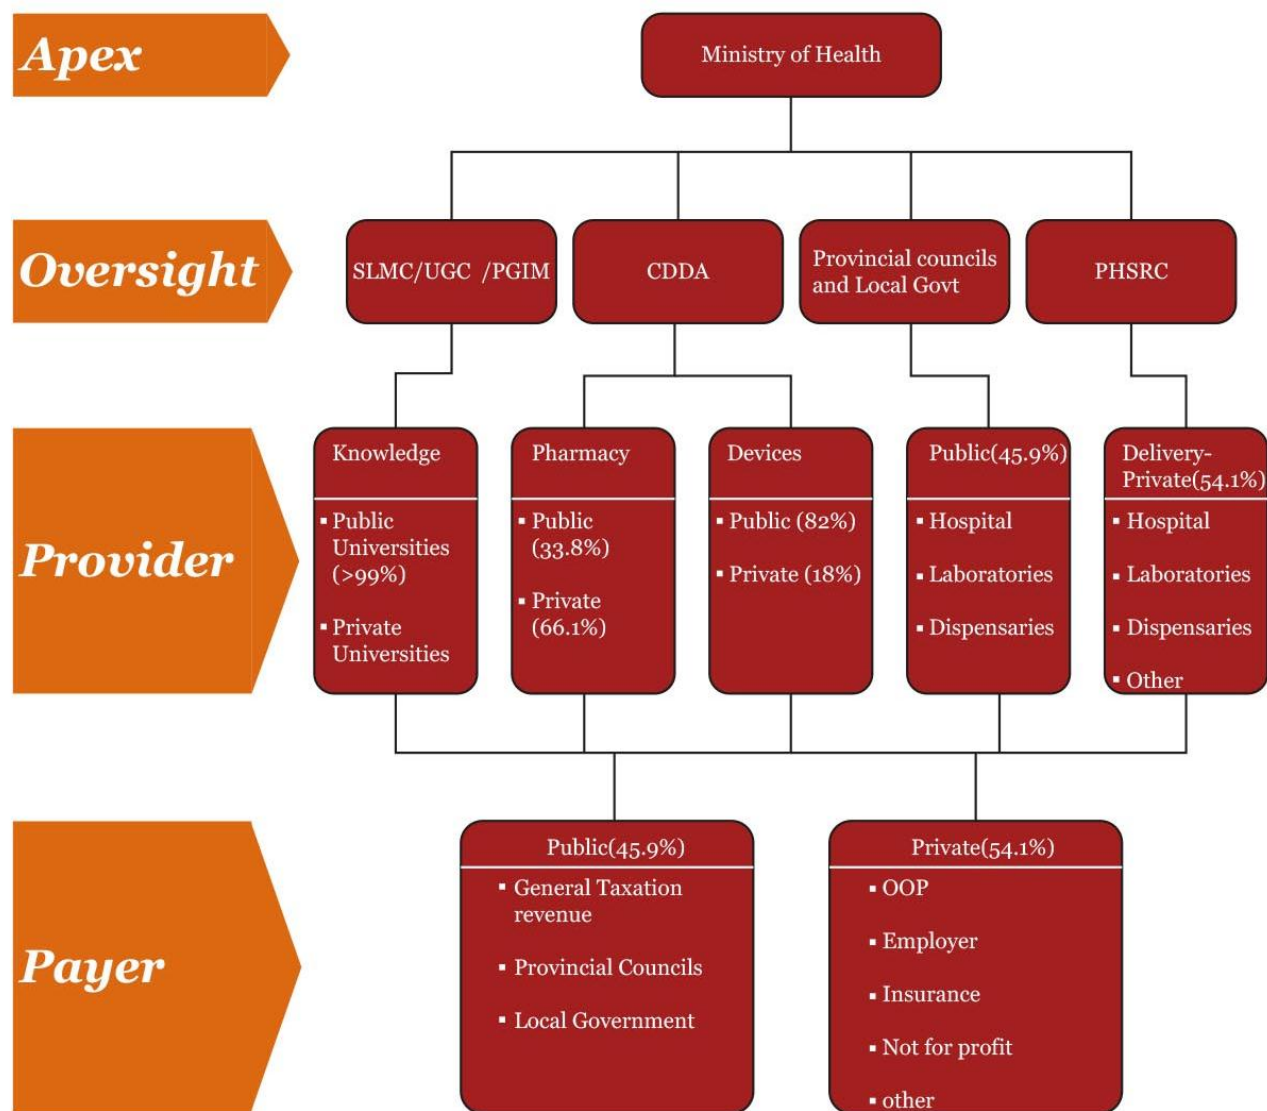 Apex
Ministry of Health
Oversight
SLMC/UGC /PGIM
CDDA
Provincial councils
and Local Govt
PHSRC
Provider
Knowledge
▪ Public
Universities
(>99%)
▪ Private
Universities
Pharmacy
▪ Public
(33.8%)
▪ Private
(66.1%)
Devices
▪ Public (82%)
▪ Private (18%)
Public(45.9%)
▪ Hospital
▪ Laboratories
▪ Dispensaries
Delivery-
Private(54.1%)
▪ Hospital
▪ Laboratories
▪ Dispensaries
▪ Other
Payer
Public(45.9%)
▪ General Taxation
revenue
▪ Provincial Councils
▪ Local Government
Private(54.1%)
▪ OOP
▪ Employer
▪ Insurance
▪ Not for profit
▪ other